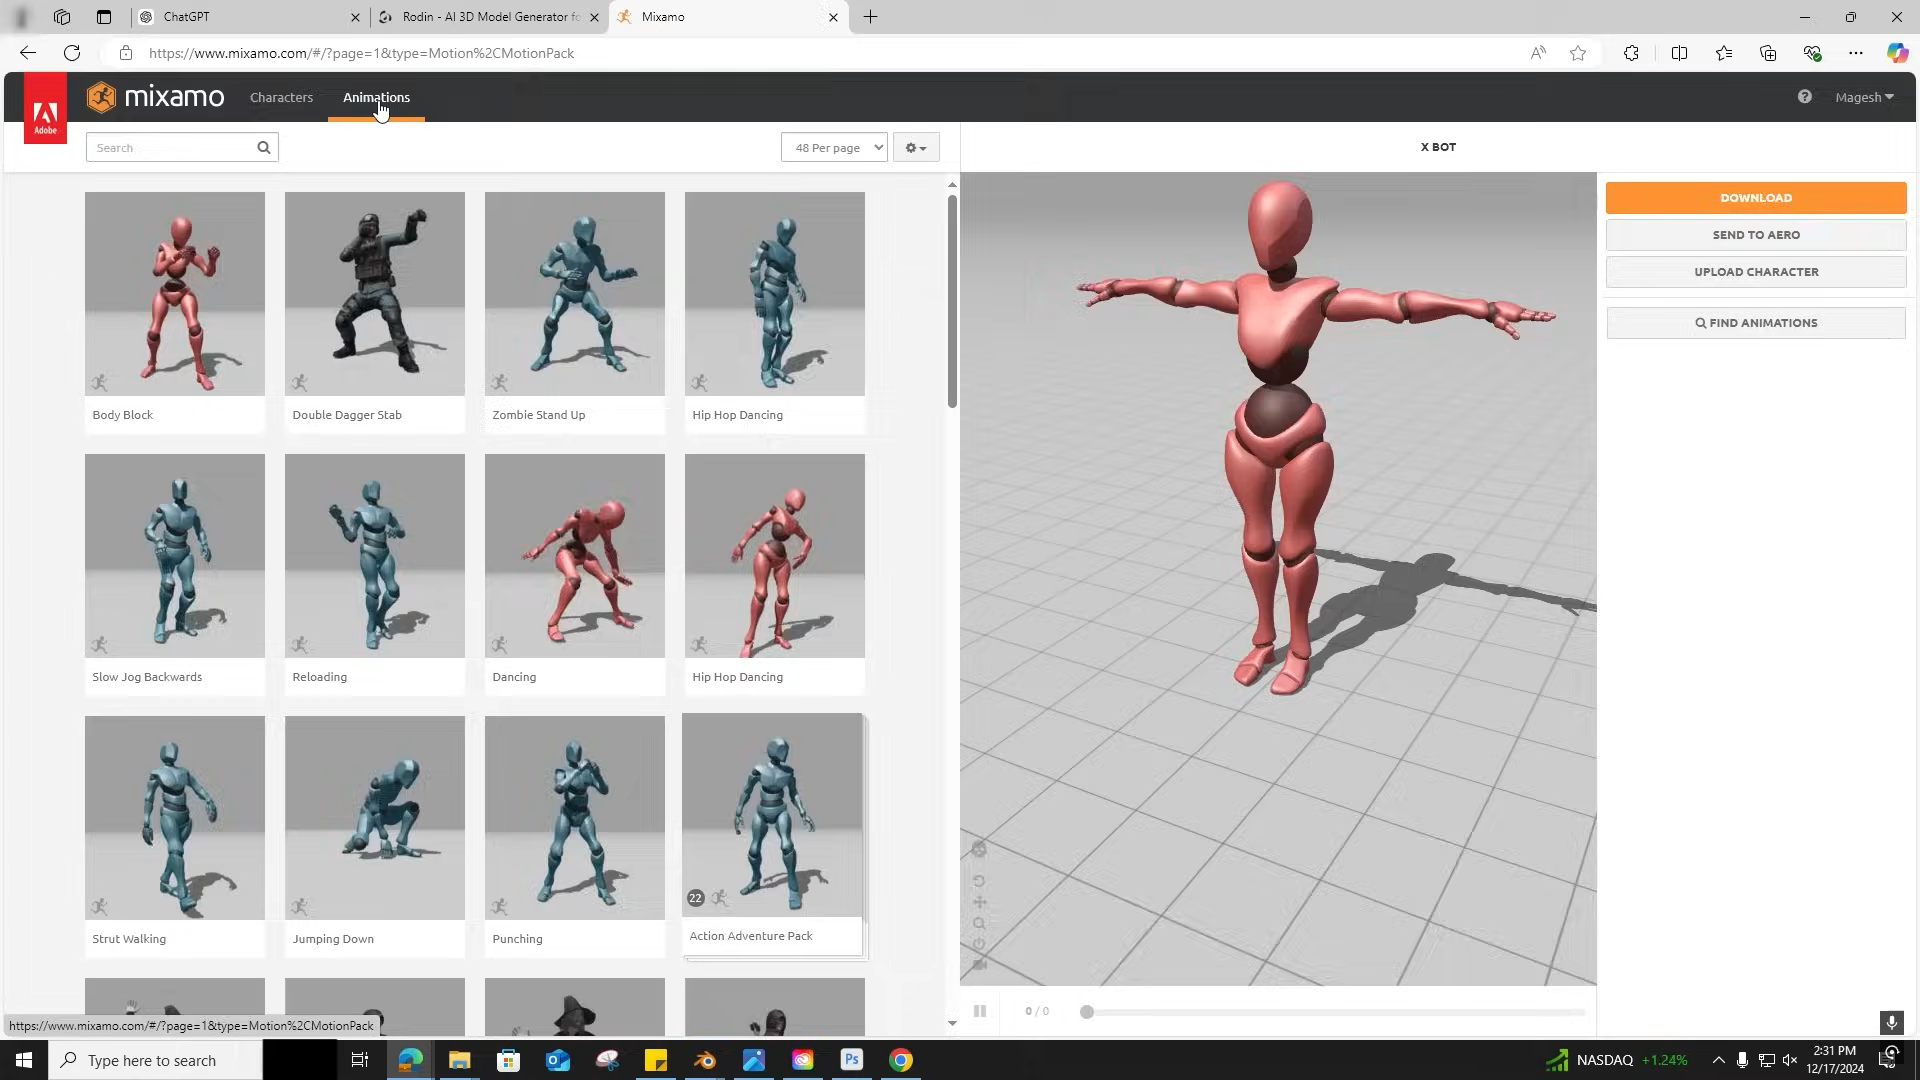 ChatGPT
Rodin - AI 3D Model Generator fo
Mixamo
https://www.mixamo.com/#/?page=1&type=Motion%2CMotionPack
Adobe
mixamo
Characters
Animations
Magesh
Search
48 Per page
X BOT
DOWNLOAD
SEND TO AERO
UPLOAD CHARACTER
FIND ANIMATIONS
Body Block
Double Dagger Stab
Zombie Stand Up
Hip Hop Dancing
Slow Jog Backwards
Reloading
Dancing
Hip Hop Dancing
22
Strut Walking
Jumping Down
Punching
Action Adventure Pack
0 / 0
https://www.mixamo.com/#/?page=1&type=Motion%2CMotionPack
Type here to search
Ps
NASDAQ +1.24%
2:31 PM
12/17/2024